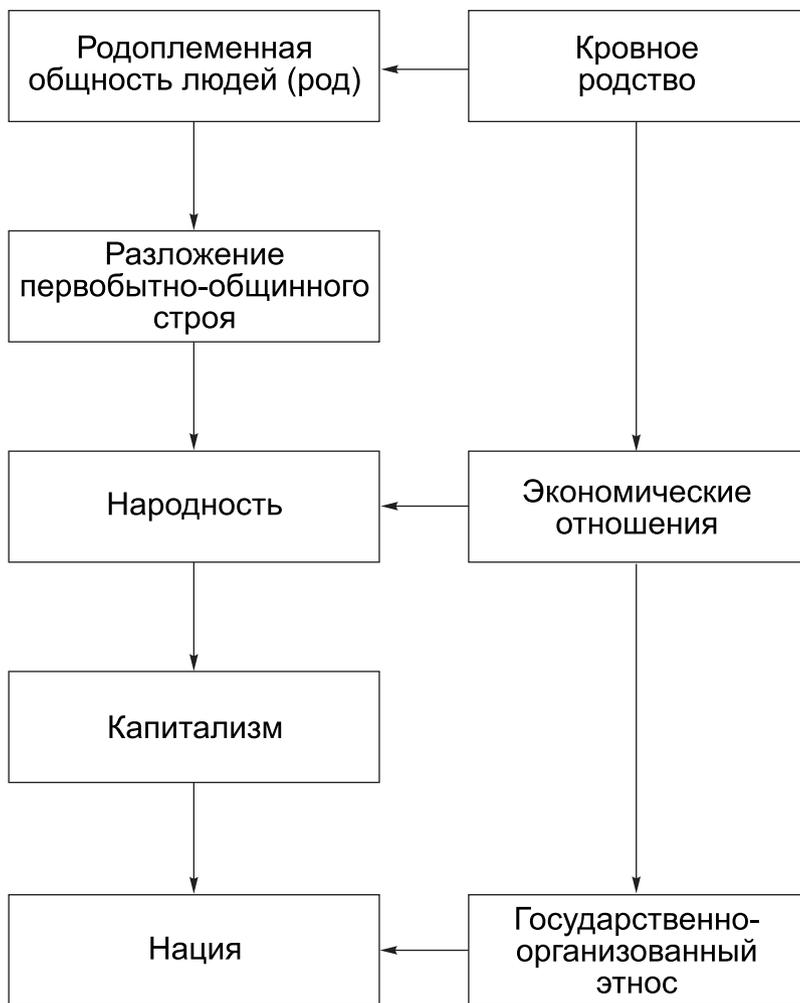 Родоплеменная
общность людей (род)
Кровное
родство
Разложение
первобытно-общинного
строя
Народность
Экономические
отношения
Капитализм
Нация
Государственно-
организованный
этнос